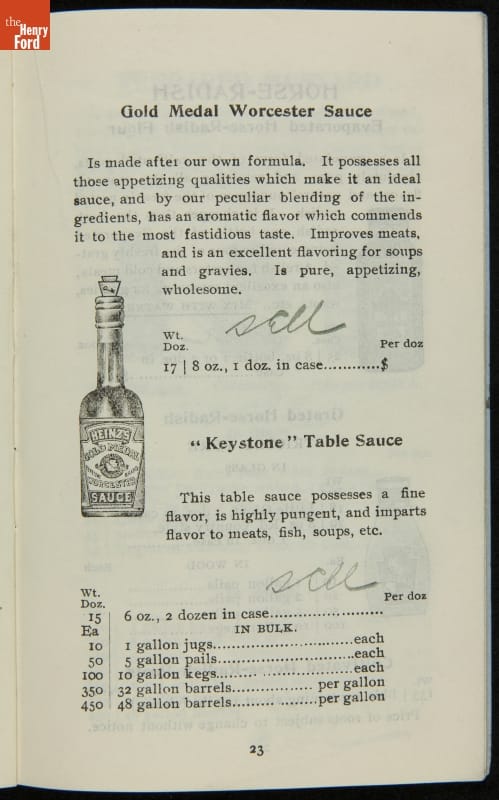 the
Henry
Ford
Gold Medal Worcester Sauce
Is made after our own formula. It possesses all
those appetizing qualities which make it an ideal
sauce, and by our peculiar blending of the in-
gredients, has an aromatic flavor which commends
it to the most fastidious taste. Improves meats,
and is an excellent flavoring for soups
and gravies. Is pure, appetizing,
wholesome.
sell
Wt.
Doz. Per doz
17 | 8 oz., 1 doz. in case............$
HEINZ'S
GOLD MEDAL
WORCESTER
SAUCE
“Keystone” Table Sauce
This table sauce possesses a fine
flavor, is highly pungent, and imparts
flavor to meats, fish, soups, etc.
sell
Wt.
Doz. Per doz
15 | 6 oz., 2 dozen in case........................
Ea IN BULK.
10 | 1 gallon jugs..............................each
50 | 5 gallon pails.............................each
100 | 10 gallon kegs........ ....................each
350 | 32 gallon barrels................ per gallon
450 | 48 gallon barrels......... .........per gallon
23